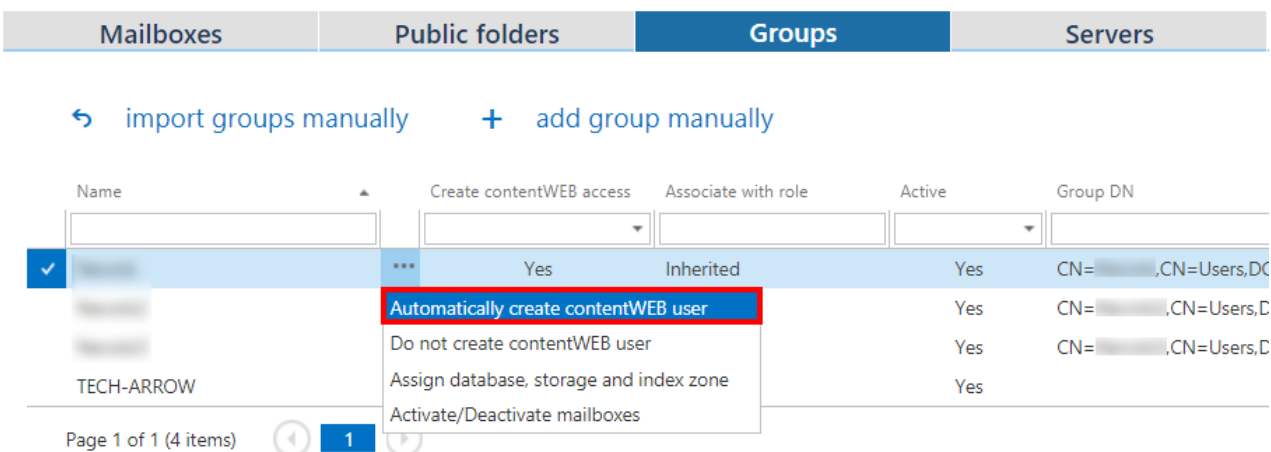 Mailboxes Public folders Groups Servers
import groups manually + add group manually
Name Create contentWEB access Associate with role Active Group DN
Yes Inherited Yes CN= ,CN=Users,DC
Automatically create contentWEB user Yes CN= ,CN=Users,D
Do not create contentWEB user Yes CN= ,CN=Users,D
TECH-ARROW Assign database, storage and index zone Yes
Activate/Deactivate mailboxes
Page 1 of 1 (4 items) 1